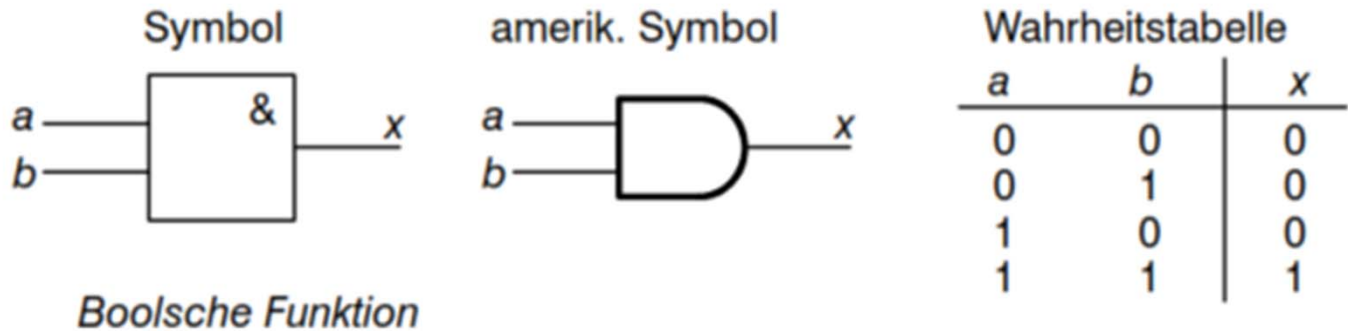 Symbol
a
b
&
x
amerik. Symbol
a
b
x
Wahrheitstabelle
a b x
0 0 0
0 1 0
1 0 0
1 1 1
Boolsche Funktion